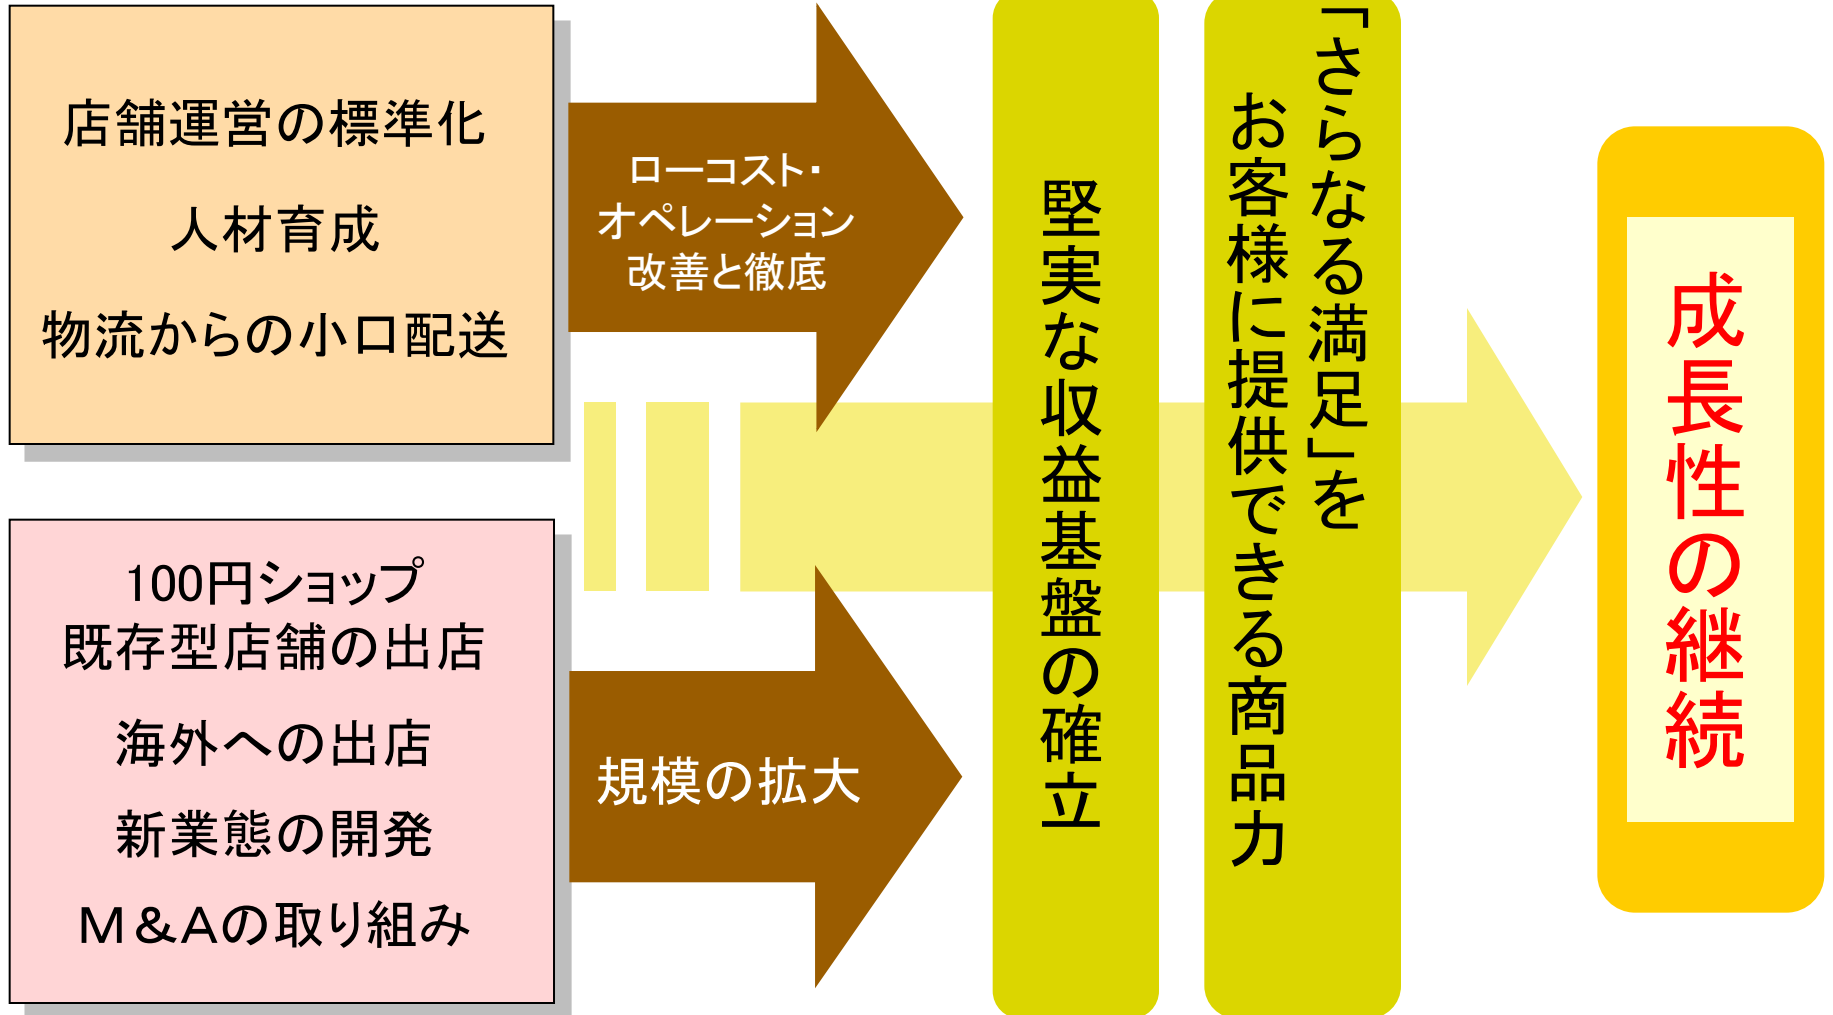 店舗運営の標準化
人材育成
物流からの小口配送
ローコスト・
オペレーション
改善と徹底
100円ショップ
既存型店舗の出店
海外への出店
新業態の開発
M&Aの取り組み
規模の拡大
堅実な収益基盤の確立
「さらなる満足」を
お客様に提供できる商品力
成長性の継続